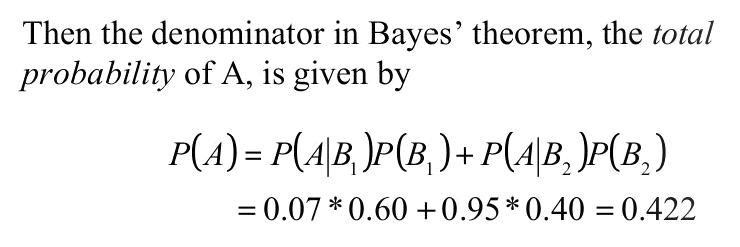 Then the denominator in Bayes’ theorem, the total
probability of A, is given by
P(A) = P(A|B₁)P(B₁) + P(A|B₂)P(B₂)
= 0.07 * 0.60 + 0.95 * 0.40 = 0.422